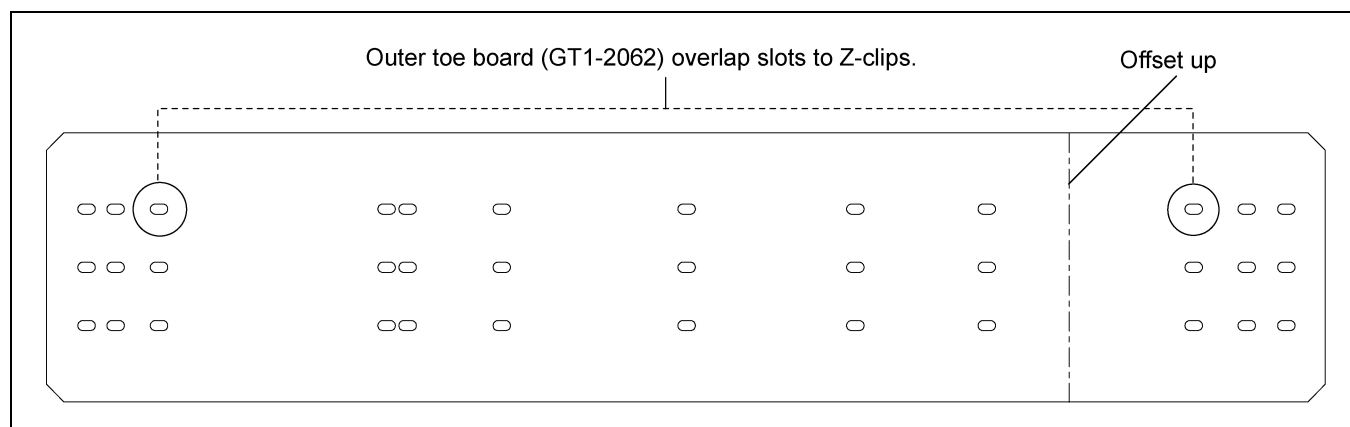 Outer toe board (GT1-2062) overlap slots to Z-clips.
Offset up